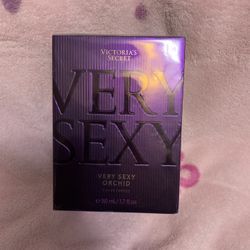 VICTORIA'S
SECRET
VERY
SEXY
VERY SEXY
ORCHID
EAU DE PARFUM
50 mL / 1.7 fl oz